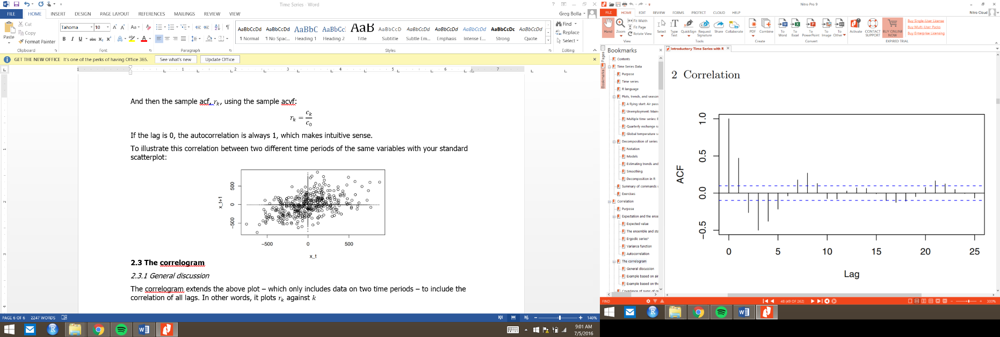 Time Series - Word
FILE HOME INSERT DESIGN PAGE LAYOUT REFERENCES MAILINGS REVIEW VIEW
Greg Bolla
Paste
Cut
Copy
Format Painter
Clipboard
Tahoma 10
Font
Paragraph
AaBbCcDd AaBbCcDd AaBbC AaBbCc AaB AaBbCcD AaBbCcDd AaBbCcDd AaBbCcDd AaBbCcDc AaBbCcDd
¶ Normal ¶ No Spac... Heading 1 Heading 2 Title Subtitle Subtle Em... Emphasis Intense E... Strong Quote
Styles
Find
Replace
Select
Editing
GET THE NEW OFFICE It's one of the perks of having Office 365. See what's new Update Office
1 1 2 3 4 5 6 7
And then the sample acf, rₖ, using the sample acvf:
rₖ = cₖ/c₀
If the lag is 0, the autocorrelation is always 1, which makes intuitive sense.
To illustrate this correlation between two different time periods of the same variables with your standard
scatterplot:
x_t+1
500
0
−500
−500 0 500
x_t
2.3 The correlogram
2.3.1 General discussion
The correlogram extends the above plot – which only includes data on two time periods – to include the
correlation of all lags. In other words, it plots rₖ against k
PAGE 6 OF 6 2247 WORDS
140%
9:01 AM
7/5/2016
Nitro Pro 9
FILE HOME EDIT REVIEW FORMS PROTECT CLOUD HELP
Nitro Cloud
Hand Zoom
Fit Width
Fit Page
Rotate View
View
Select
Type Text
QuickSign
Request Signature
Share
Collaborate
Tools
PDF
Combine
Create
To Word
To Excel
To PowerPoint
To Image
To Other
Convert
Activate
CONTACT SUPPORT
BUY ONLINE NOW
Buy Single-User License
Buy Multi-User Packs
Buy Enterprise Licensing
EXPIRED TRIAL
Pages
Bookmarks
Bookmarks
Introductory Time Series with R
Contents
Time Series Data
Purpose
Time series
R language
Plots, trends, and season
A flying start: Air pass
Unemployment: Main
Multiple time series: E
Quarterly exchange ra
Global temperature s
Decomposition of series
Notation
Models
Estimating trends and
Smoothing
Decomposition in R
Summary of commands
Exercises
Correlation
Purpose
Expectation and the ense
Expected value
The ensemble and sta
Ergodic series*
Variance function
Autocorrelation
The correlogram
General discussion
Example based on air
Example based on the
Covariance of sums of ra
2 Correlation
ACF
1.0
0.5
0.0
−0.5
0 5 10 15 20 25
Lag
FIND
48 (49 OF 262)
300%